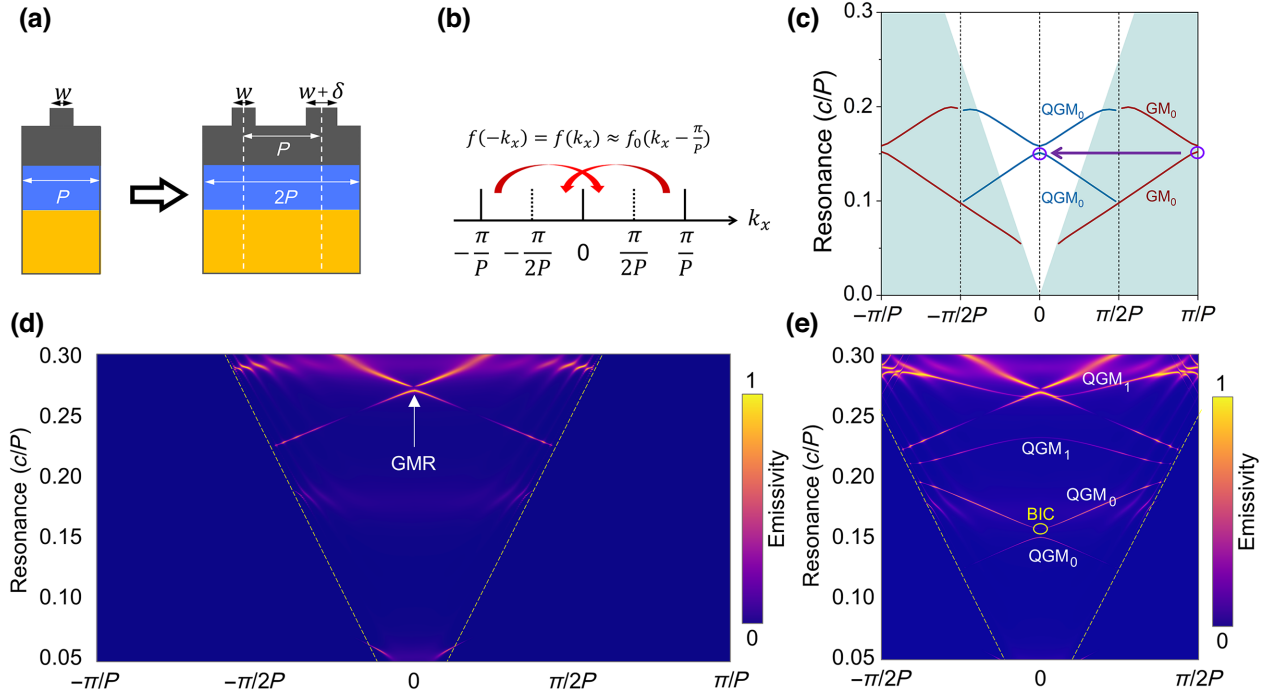 (a)
w
w
w + δ
P
P
2P
(b)
f(−kₓ) = f(kₓ) ≈ f₀(kₓ − π/P)
kₓ
−π/P
−π/2P
0
π/2P
π/P
(c)
Resonance (c/P)
0.3
0.2
0.1
0.0
QGM₀
GM₀
QGM₀
GM₀
−π/P
−π/2P
0
π/2P
π/P
(d)
Resonance (c/P)
0.30
0.25
0.20
0.15
0.10
0.05
GMR
−π/P
−π/2P
0
π/2P
π/P
1
Emissivity
0
(e)
Resonance (c/P)
0.30
0.25
0.20
0.15
0.10
0.05
QGM₁
QGM₁
QGM₀
BIC
QGM₀
−π/2P
0
π/2P
1
Emissivity
0